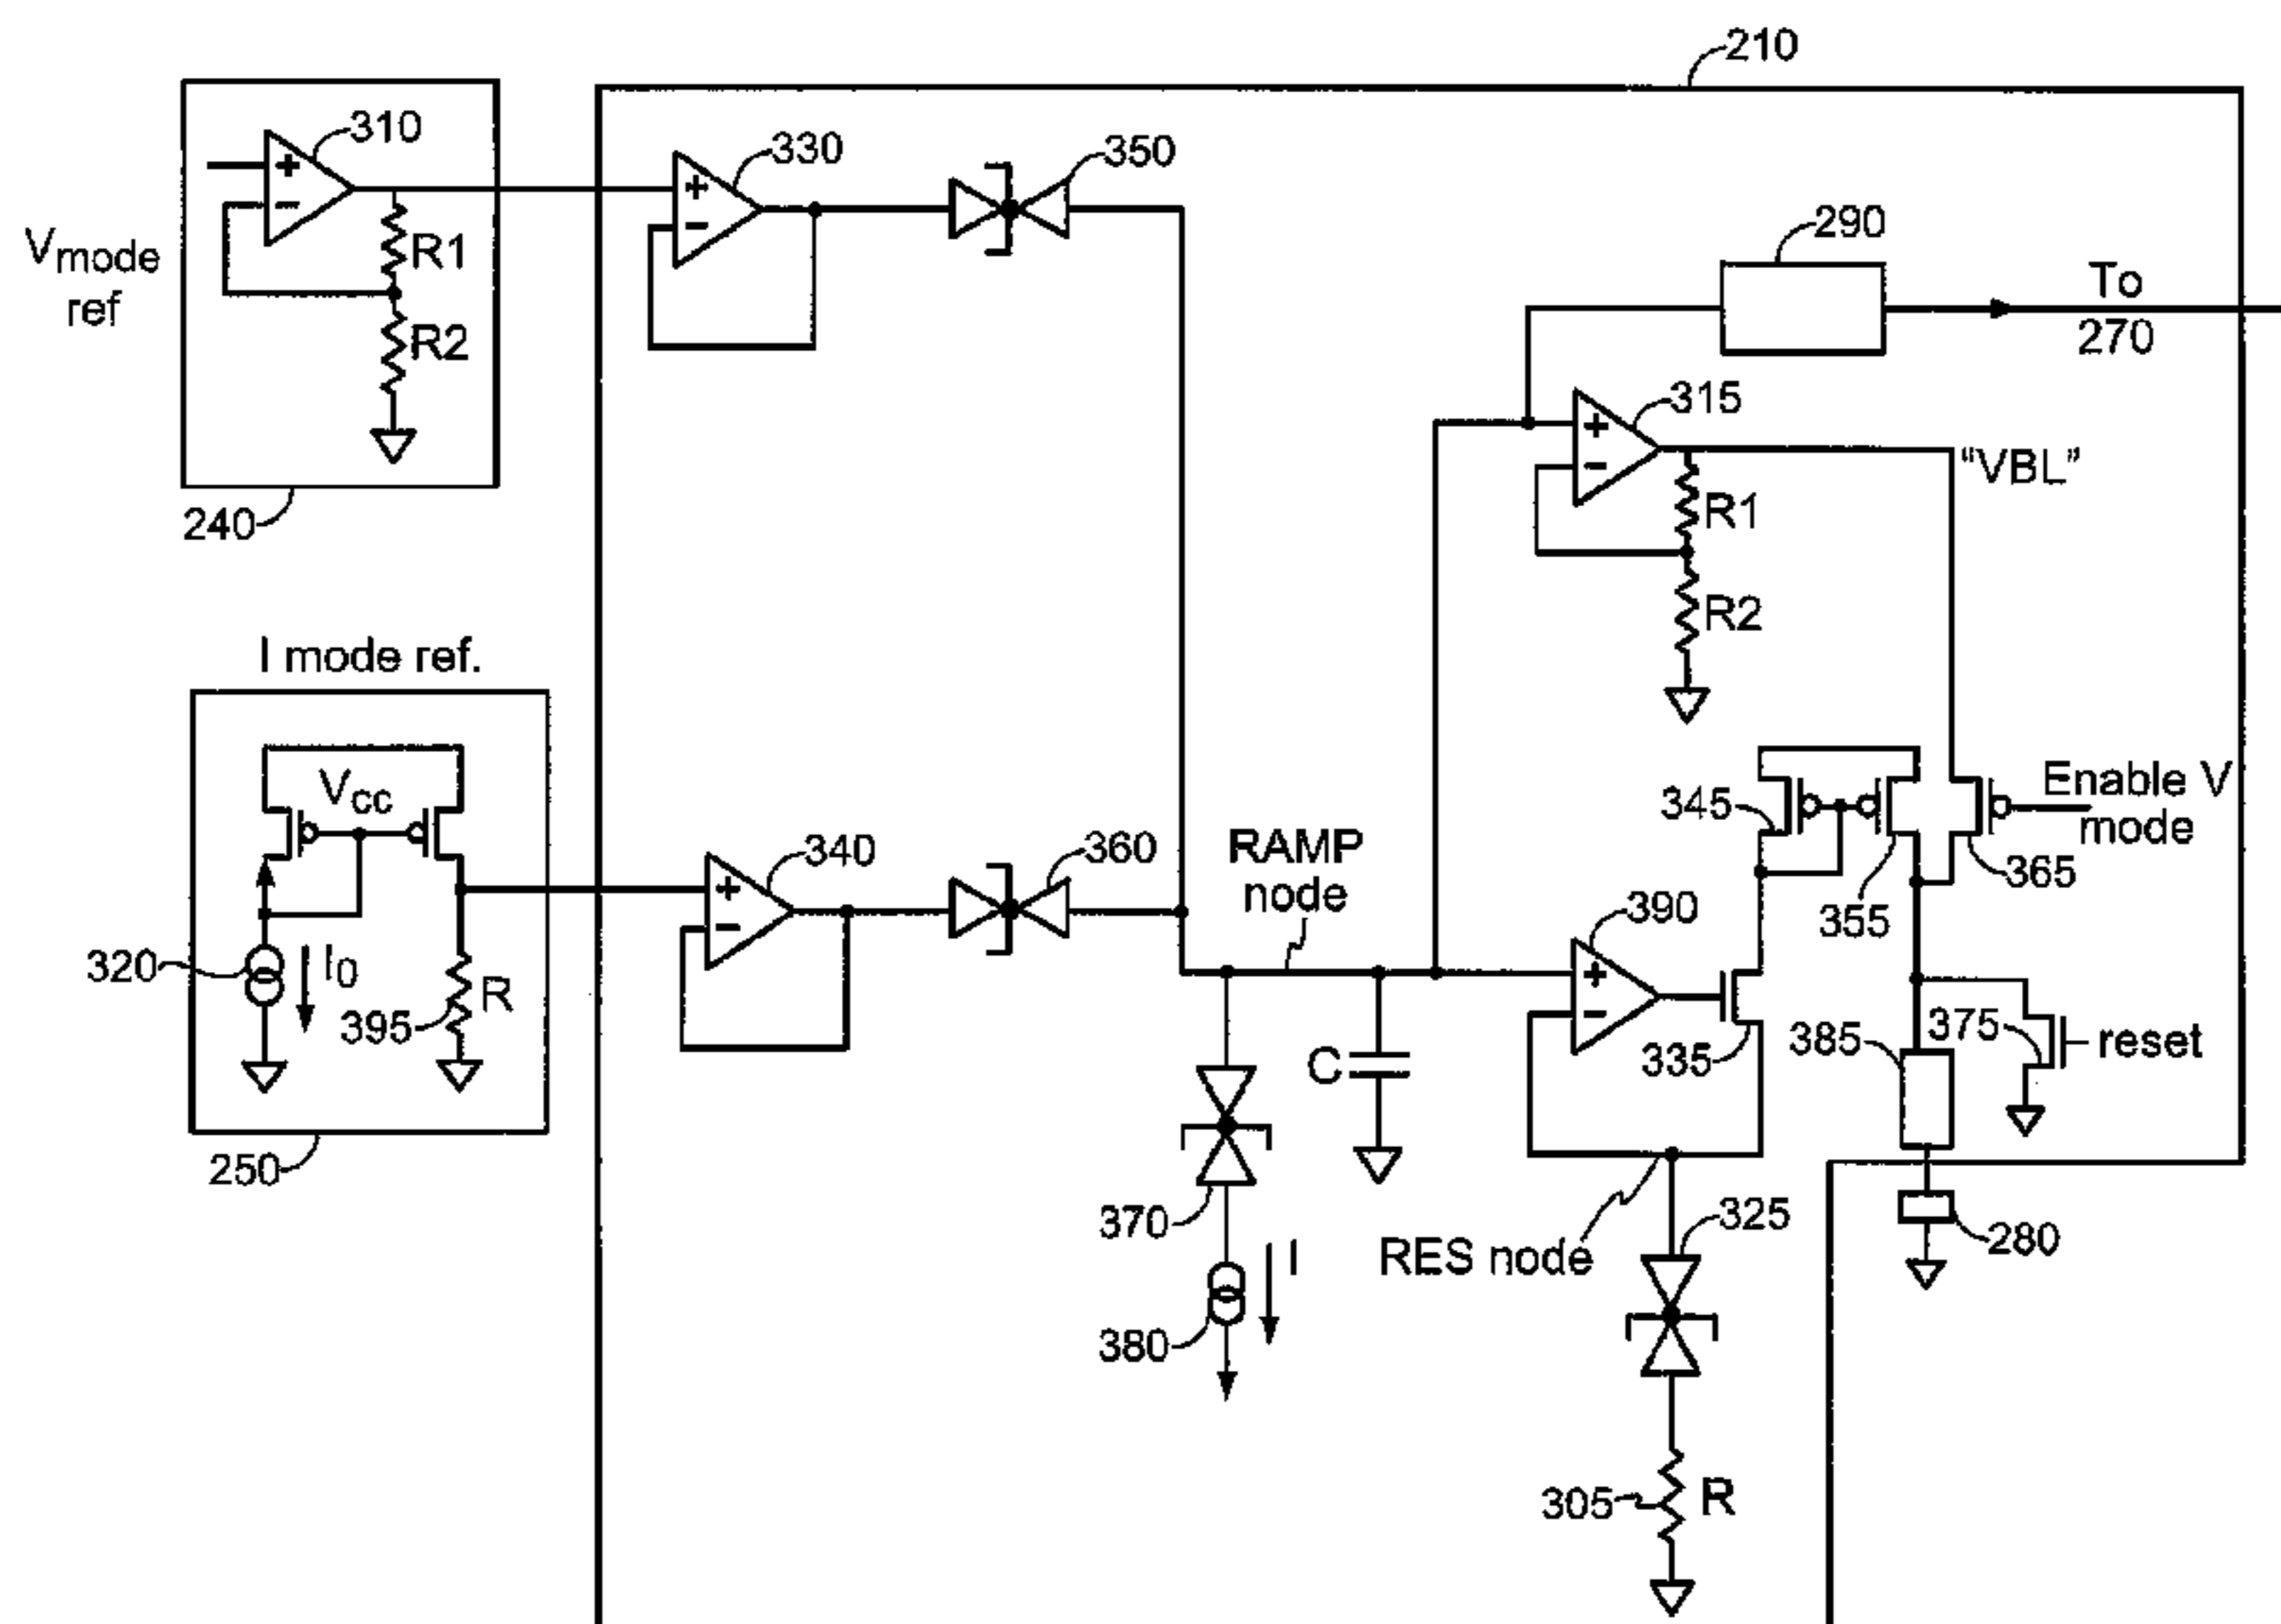 210
310
+
−
R1
R2
V mode
ref
240
330
+
−
350
290
To
270
315
+
−
R1
R2
"VBL"
I mode ref.
Vcc
320
I0
395
R
250
340
+
−
360
RAMP
node
390
+
−
335
345
355
365
Enable V
mode
375
reset
385
280
C
370
380
I
RES node
325
305
R